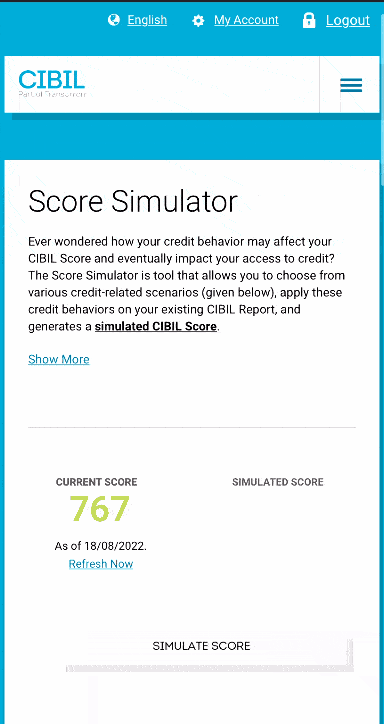 English My Account Logout
CIBIL
Part of TransUnion
Score Simulator
Ever wondered how your credit behavior may affect your
CIBIL Score and eventually impact your access to credit?
The Score Simulator is tool that allows you to choose from
various credit-related scenarios (given below), apply these
credit behaviors on your existing CIBIL Report, and
generates a simulated CIBIL Score.
Show More
CURRENT SCORE SIMULATED SCORE
767
As of 18/08/2022.
Refresh Now
SIMULATE SCORE